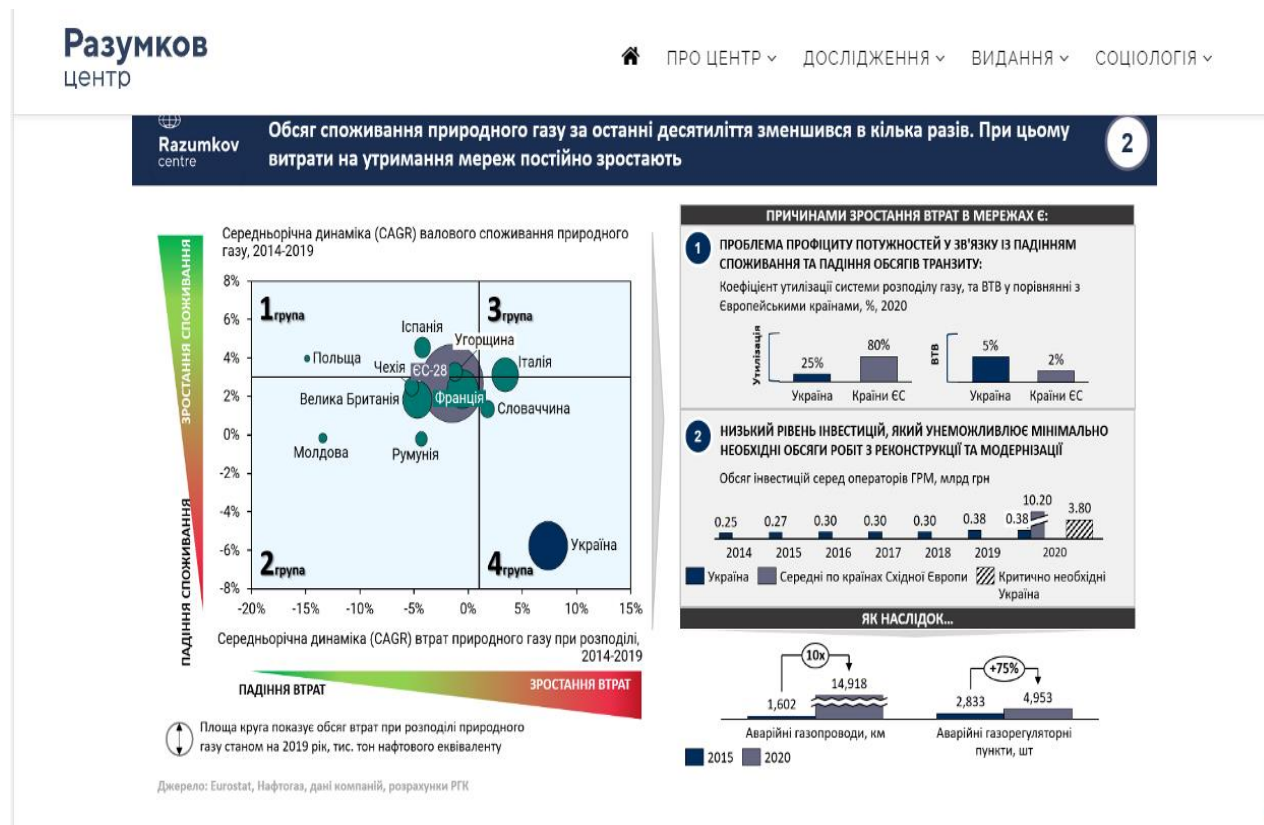 Разумков
центр
ПРО ЦЕНТР
ДОСЛІДЖЕННЯ
ВИДАННЯ
СОЦІОЛОГІЯ
Razumkov
centre
Обсяг споживання природного газу за останні десятиліття зменшився в кілька разів. При цьому
витрати на утримання мереж постійно зростають
2
ЗРОСТАННЯ СПОЖИВАННЯ
ПАДІННЯ СПОЖИВАННЯ
Середньорічна динаміка (CAGR) валового споживання природного
газу, 2014-2019
8%
6%
4%
2%
0%
-2%
-4%
-6%
-8%
1група
3група
2група
4група
Іспанія
Угорщина
Польща
Чехія
ЄС-28
Італія
Велика Британія
Франція
Словаччина
Молдова
Румунія
Україна
-20%
-15%
-10%
-5%
0%
5%
10%
15%
Середньорічна динаміка (CAGR) втрат природного газу при розподілі,
2014-2019
ПАДІННЯ ВТРАТ
ЗРОСТАННЯ ВТРАТ
Площа круга показує обсяг втрат при розподілі природного
газу станом на 2019 рік, тис. тон нафтового еквіваленту
Джерело: Eurostat, Нафтогаз, дані компаній, розрахунки РГК
ПРИЧИНАМИ ЗРОСТАННЯ ВТРАТ В МЕРЕЖАХ Є:
1
ПРОБЛЕМА ПРОФІЦИТУ ПОТУЖНОСТЕЙ У ЗВ'ЯЗКУ ІЗ ПАДІННЯМ
СПОЖИВАННЯ ТА ПАДІННЯ ОБСЯГІВ ТРАНЗИТУ:
Коефіцієнт утилізації системи розподілу газу, та ВТВ у порівнянні з
Європейськими країнами, %, 2020
Утилізація
25%
80%
Україна
Країни ЄС
ВТВ
5%
2%
Україна
Країни ЄС
2
НИЗЬКИЙ РІВЕНЬ ІНВЕСТИЦІЙ, ЯКИЙ УНЕМОЖЛИВЛЮЄ МІНІМАЛЬНО
НЕОБХІДНІ ОБСЯГИ РОБІТ З РЕКОНСТРУКЦІЇ ТА МОДЕРНІЗАЦІЇ
Обсяг інвестицій серед операторів ГРМ, млрд грн
0.25
0.27
0.30
0.30
0.30
0.38
0.38
10.20
3.80
2014
2015
2016
2017
2018
2019
2020
Україна
Середні по країнах Східної Європи
Критично необхідні
Україна
ЯК НАСЛІДОК...
10x
1,602
14,918
Аварійні газопроводи, км
+75%
2,833
4,953
Аварійні газорегуляторні
пункти, шт
2015
2020